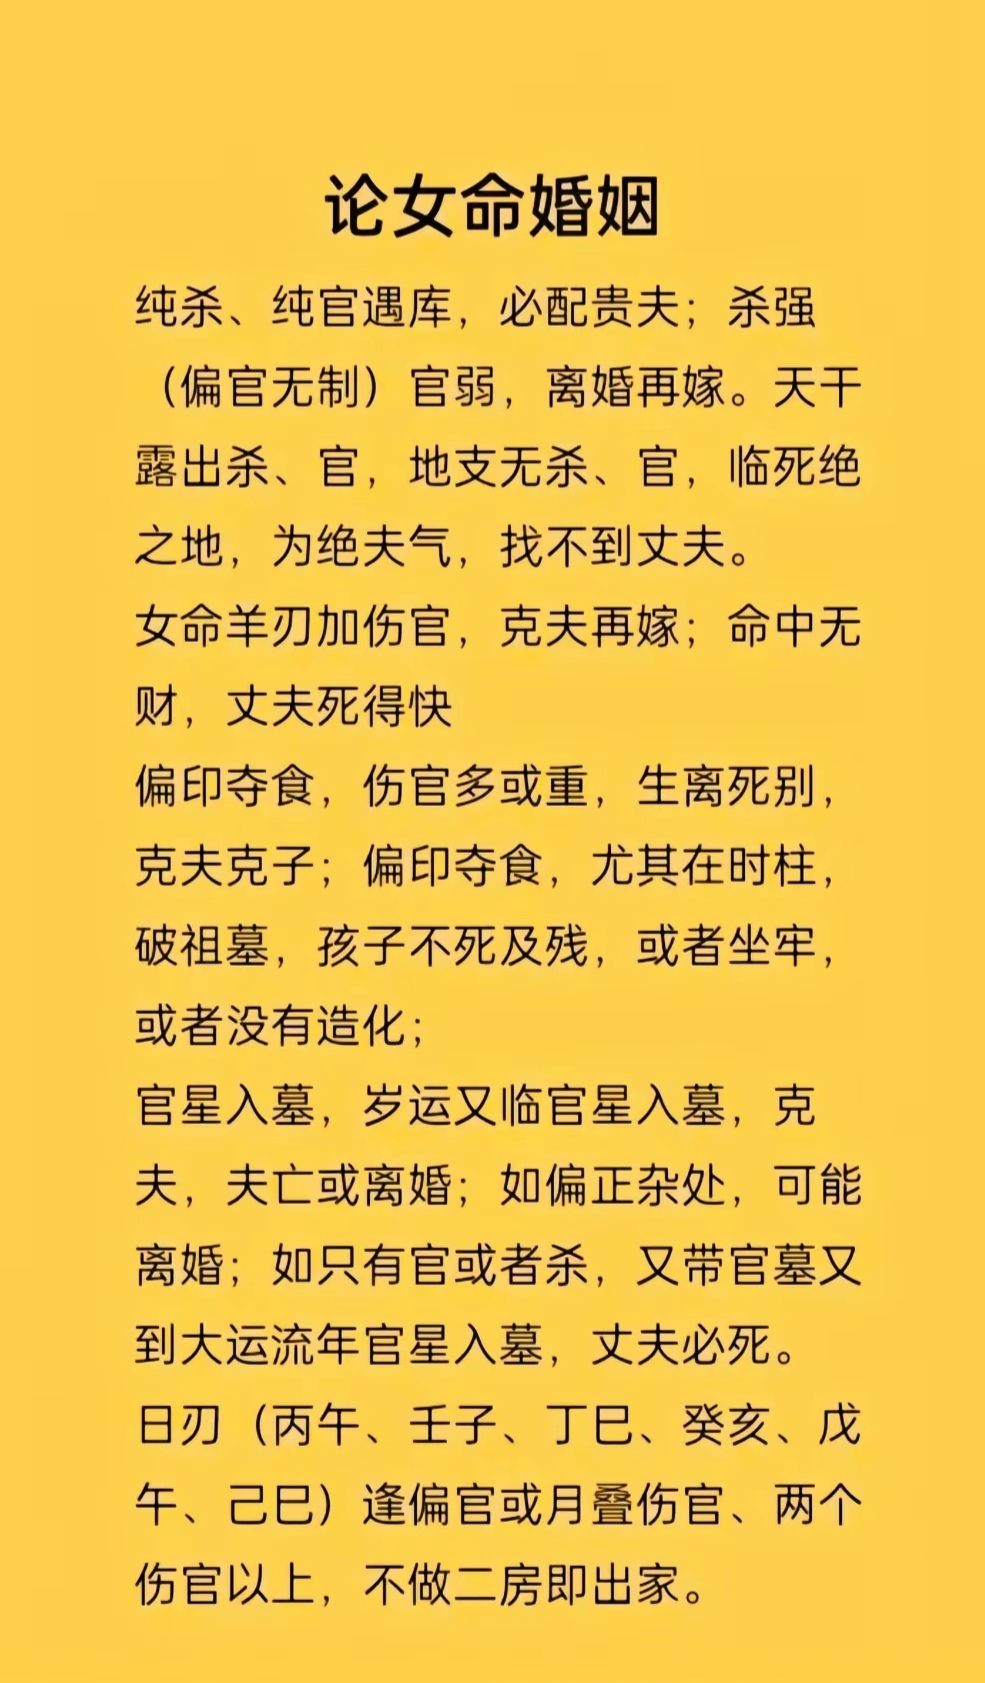 论女命婚姻
纯杀、纯官遇库，必配贵夫；杀强
（偏官无制）官弱，离婚再嫁。天干
露出杀、官，地支无杀、官，临死绝
之地，为绝夫气，找不到丈夫。
女命羊刃加伤官，克夫再嫁；命中无
财，丈夫死得快
偏印夺食，伤官多或重，生离死别，
克夫克子；偏印夺食，尤其在时柱，
破祖墓，孩子不死及残，或者坐牢，
或者没有造化；
官星入墓，岁运又临官星入墓，克
夫，夫亡或离婚；如偏正杂处，可能
离婚；如只有官或者杀，又带官墓又
到大运流年官星入墓，丈夫必死。
日刃（丙午、壬子、丁巳、癸亥、戊
午、己巳）逢偏官或月叠伤官、两个
伤官以上，不做二房即出家。